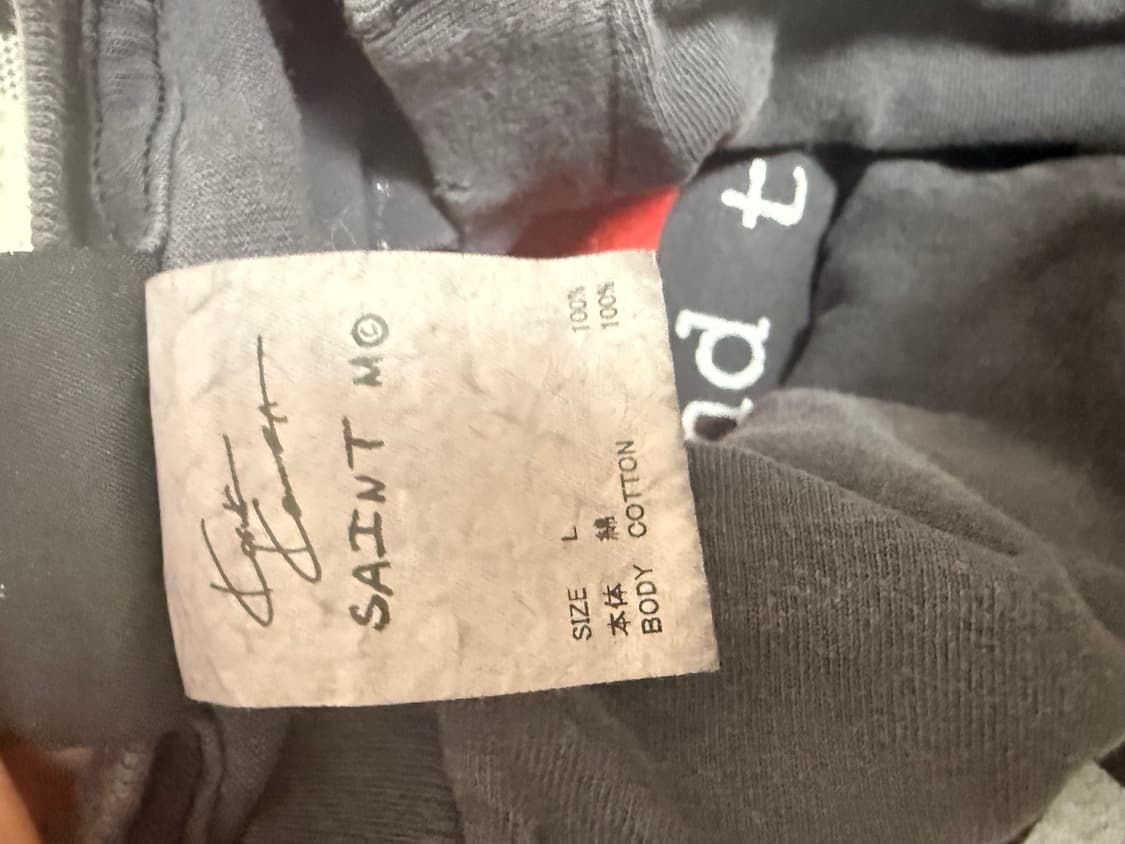 SAINT M©
SIZE L
本体 綿 100%
BODY COTTON 100%
nd t